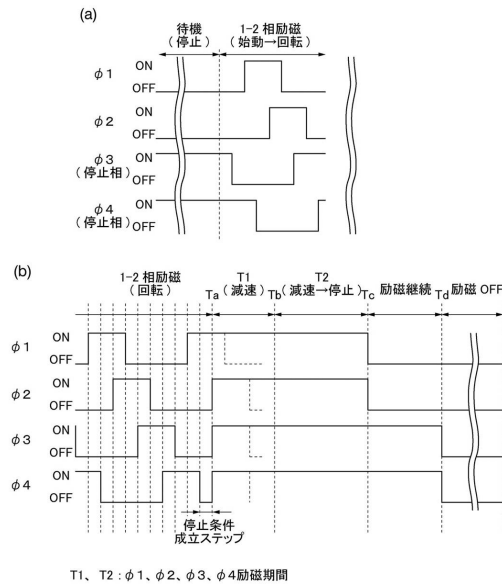 (a)
待機
(停止)
1-2 相励磁
(始動→回転)
φ1
ON
OFF
φ2
ON
OFF
φ3
(停止相)
ON
OFF
φ4
(停止相)
ON
OFF
(b)
1-2 相励磁
(回転)
Ta
T1
(減速)
Tb
T2
(減速→停止)
Tc
励磁継続
Td
励磁 OFF
φ1
ON
OFF
φ2
ON
OFF
φ3
ON
OFF
φ4
ON
OFF
停止条件
成立ステップ
T1、 T2 : φ1、φ2、φ3、φ4励磁期間